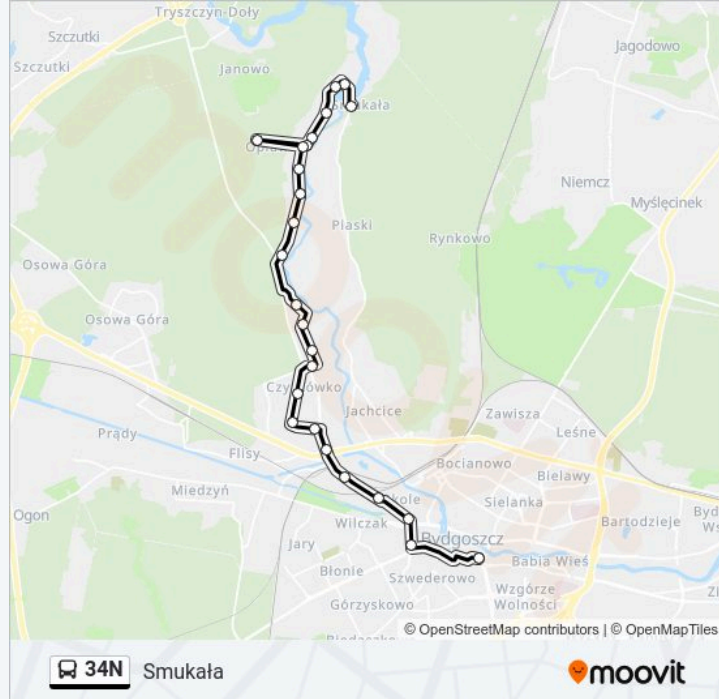 Tryszczyn-Doły
Szczutki
Szczutki
Jagodowo
Janowo
Smukała
Niemcz
Myślęcinek
Piaski
Rynkowo
Osowa Góra
Osowa Góra
Czyżkówko
Jachcice
Zawisza
Prądy
Flisy
Leśne
Bocianowo
Miedzyń
Bielawy
Ogon
Okole
Sielanka
Wilczak
Bartodzieje
Jary
Bydgoszcz
Błonie
Babia Wieś
Szwederowo
Górzyskowo
Wzgórze
Wolności
© OpenStreetMap contributors | © OpenMapTiles
34N Smukała
moovit